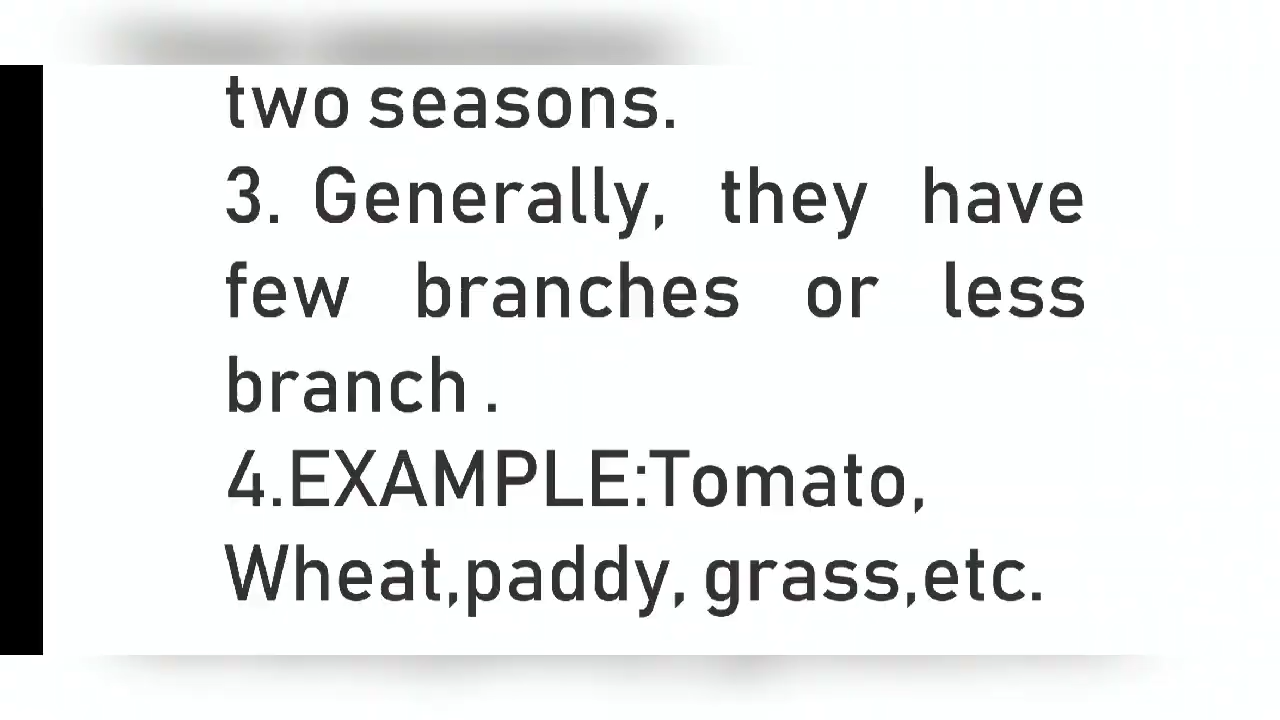 two seasons.
3. Generally, they have
few branches or less
branch .
4.EXAMPLE:Tomato,
Wheat,paddy, grass,etc.